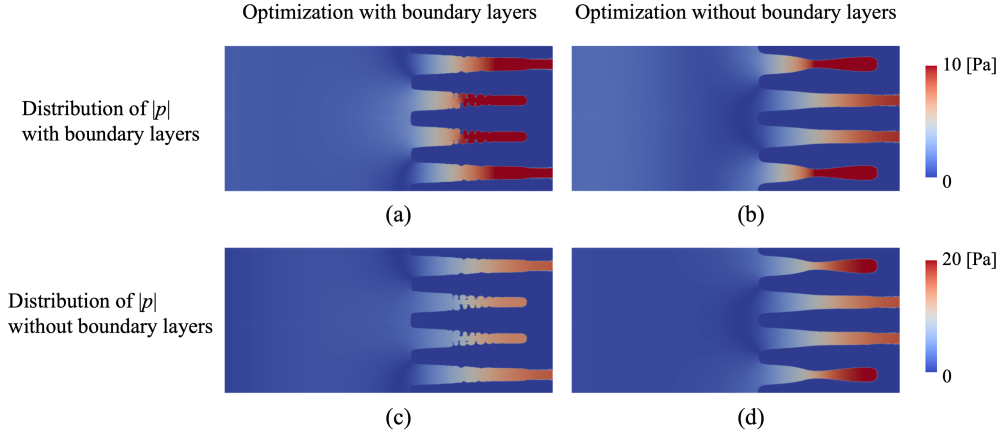 Optimization with boundary layers
Optimization without boundary layers
Distribution of |p|
with boundary layers
10 [Pa]
0
(a)
(b)
Distribution of |p|
without boundary layers
20 [Pa]
0
(c)
(d)